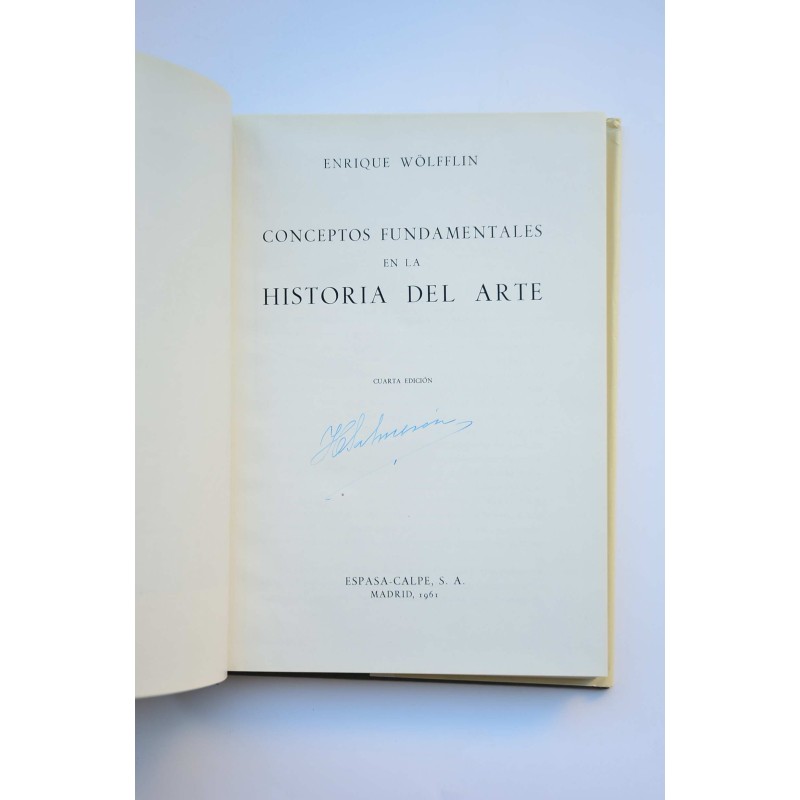 ENRIQUE WÖLFFLIN
CONCEPTOS FUNDAMENTALES
EN LA
HISTORIA DEL ARTE
CUARTA EDICIÓN
ESPASA-CALPE, S. A.
MADRID, 1961